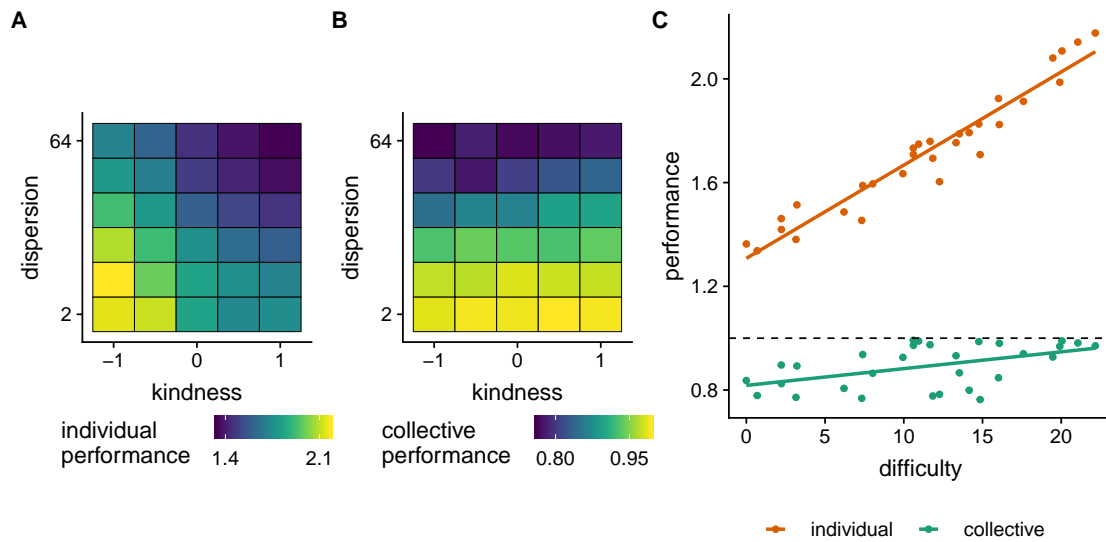 A
dispersion
64
2
−1 0 1
kindness
individual
performance
1.4 2.1
B
dispersion
64
2
−1 0 1
kindness
collective
performance
0.80 0.95
C
performance
2.0
1.6
1.2
0.8
0 5 10 15 20
difficulty
individual collective